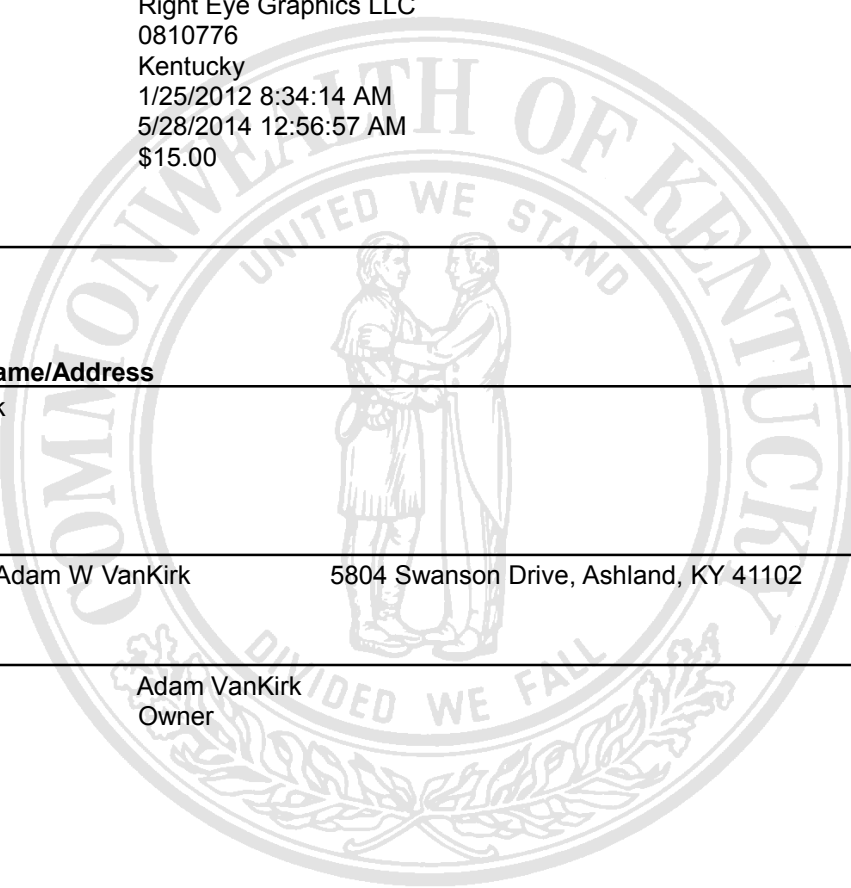 Right Eye Graphics LLC
0810776
Kentucky
1/25/2012 8:34:14 AM
5/28/2014 12:56:57 AM
$15.00
COMMONWEALTH OF KENTUCKY
UNITED WE STAND
ame/Address
k
Adam W VanKirk 5804 Swanson Drive, Ashland, KY 41102
DIVIDED WE FALL
Adam VanKirk
Owner